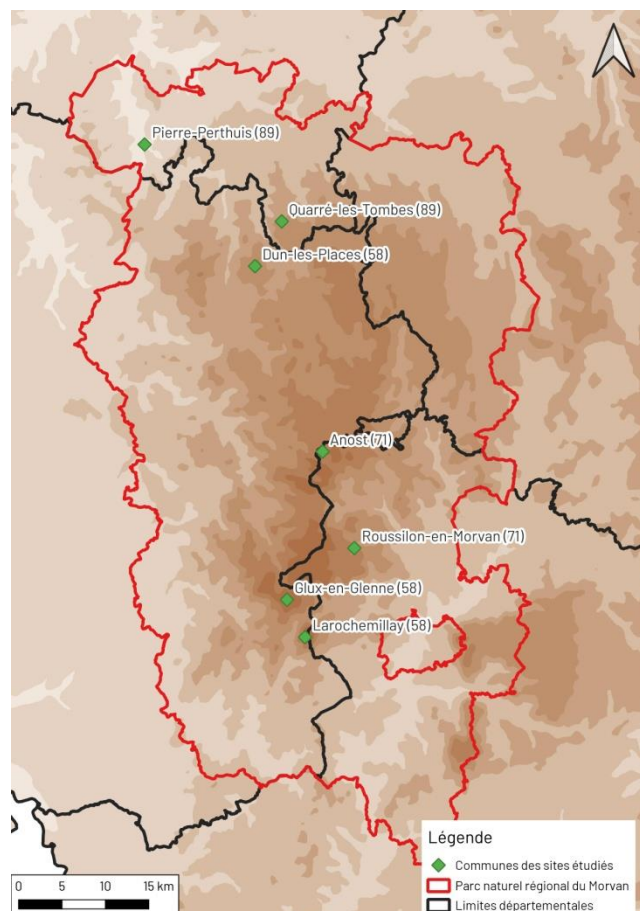 Pierre-Perthuis (89)
Quarré-les-Tombes (89)
Dun-les-Places (58)
Anost (71)
Roussilon-en-Morvan (71)
Glux-en-Glenne (58)
Larochemillay (58)
Légende
Communes des sites étudiés
Parc naturel régional du Morvan
Limites départementales
0 5 10 15 km